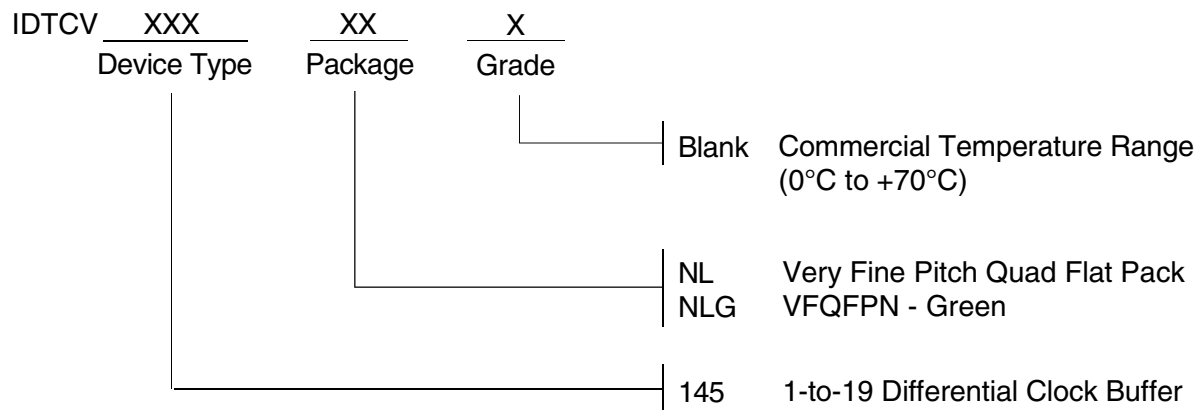 IDTCV XXX XX X
Device Type Package Grade
Blank Commercial Temperature Range
(0°C to +70°C)
NL Very Fine Pitch Quad Flat Pack
NLG VFQFPN - Green
145 1-to-19 Differential Clock Buffer